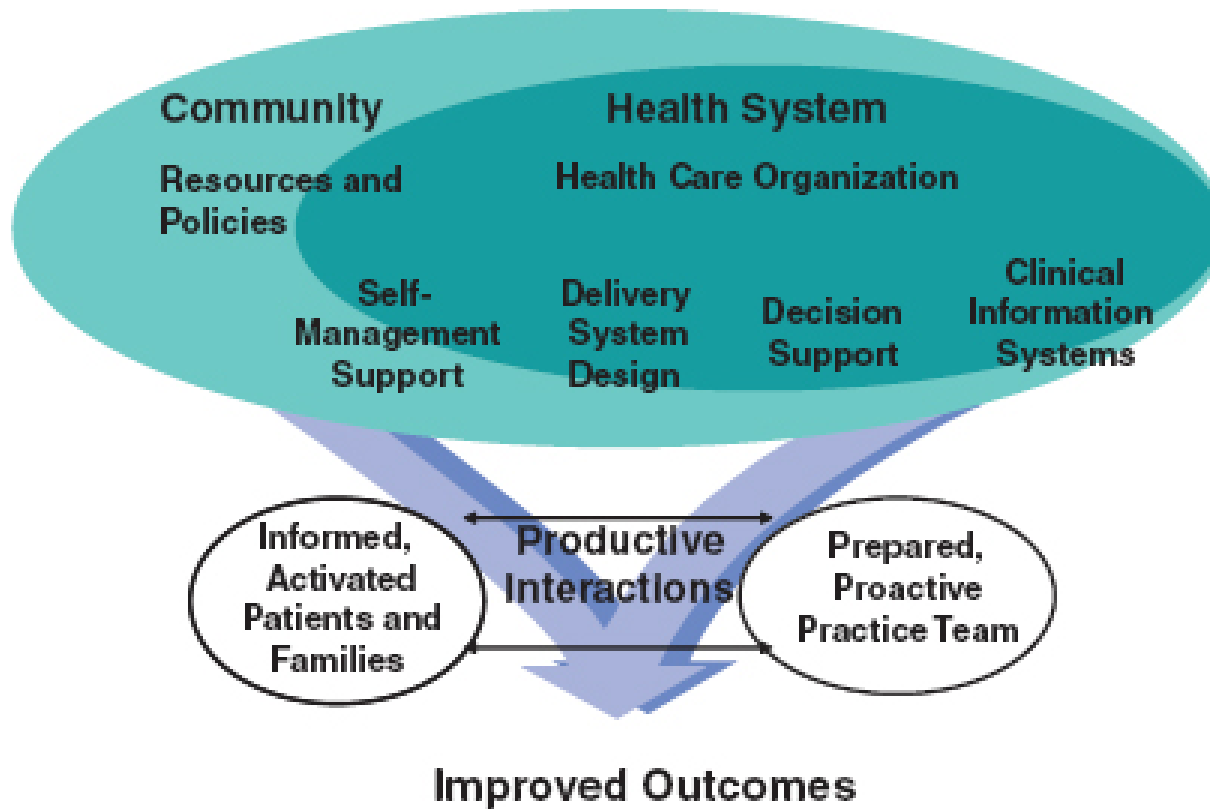 Community
Resources and
Policies
Health System
Health Care Organization
Self-
Management
Support
Delivery
System
Design
Decision
Support
Clinical
Information
Systems
Informed,
Activated
Patients and
Families
Productive
Interactions
Prepared,
Proactive
Practice Team
Improved Outcomes